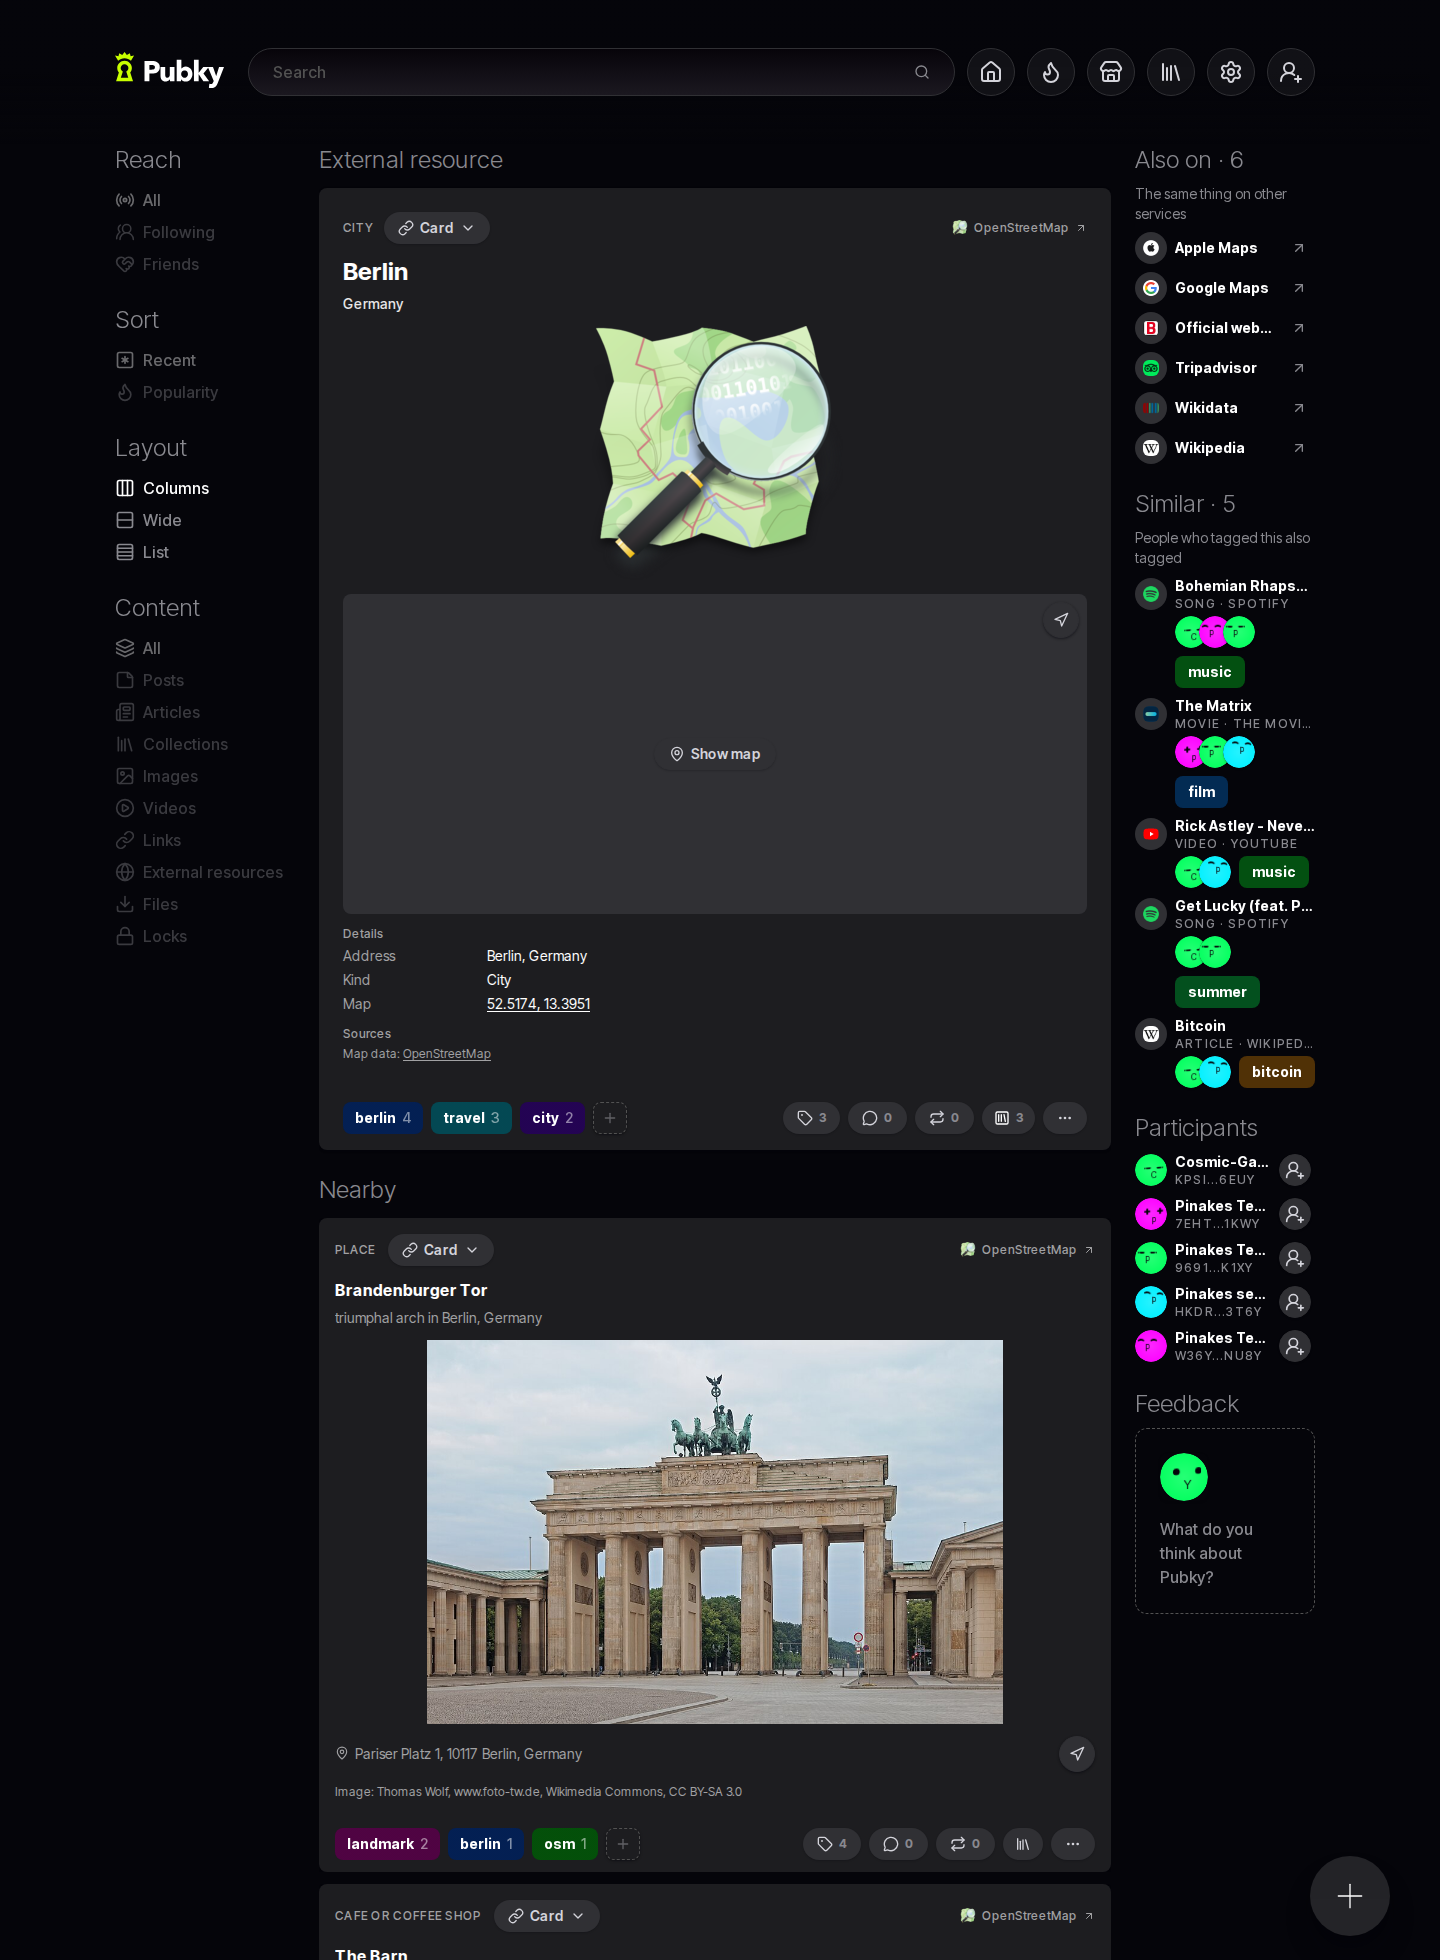 Pubky
Search
Reach
All
Following
Friends
Sort
Recent
Popularity
Layout
Columns
Wide
List
Content
All
Posts
Articles
Collections
Images
Videos
Links
External resources
Files
Locks
External resource
CITY
Card
OpenStreetMap
Berlin
Germany
Show map
Details
Address Berlin, Germany
Kind City
Map 52.5174, 13.3951
Sources
Map data: OpenStreetMap
berlin 4 travel 3 city 2 +
3 0 0 3
Nearby
PLACE
Card
OpenStreetMap
Brandenburger Tor
triumphal arch in Berlin, Germany
Pariser Platz 1, 10117 Berlin, Germany
Image: Thomas Wolf, www.foto-tw.de, Wikimedia Commons, CC BY-SA 3.0
landmark 2 berlin 1 osm 1 +
4 0 0
CAFE OR COFFEE SHOP
Card
OpenStreetMap
The Barn
Also on · 6
The same thing on other
services
Apple Maps
Google Maps
Official web...
Tripadvisor
Wikidata
Wikipedia
Similar · 5
People who tagged this also
tagged
Bohemian Rhaps...
SONG · SPOTIFY
music
The Matrix
MOVIE · THE MOVI...
film
Rick Astley - Neve...
VIDEO · YOUTUBE
music
Get Lucky (feat. P...
SONG · SPOTIFY
summer
Bitcoin
ARTICLE · WIKIPED...
bitcoin
Participants
Cosmic-Ga...
KPSI...6EUY
Pinakes Te...
7EHT...1KWY
Pinakes Te...
9691...K1XY
Pinakes se...
HKDR...3T6Y
Pinakes Te...
W36Y...NU8Y
Feedback
What do you
think about
Pubky?